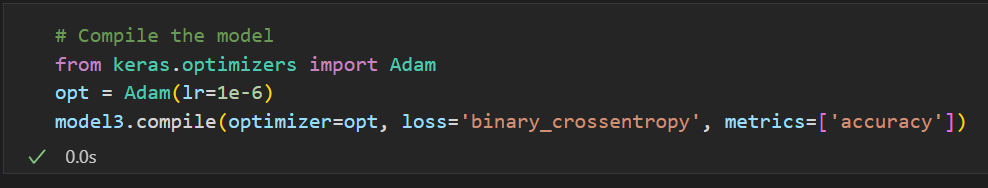 # Compile the model
from keras.optimizers import Adam
opt = Adam(lr=1e-6)
model3.compile(optimizer=opt, loss='binary_crossentropy', metrics=['accuracy'])
0.0s